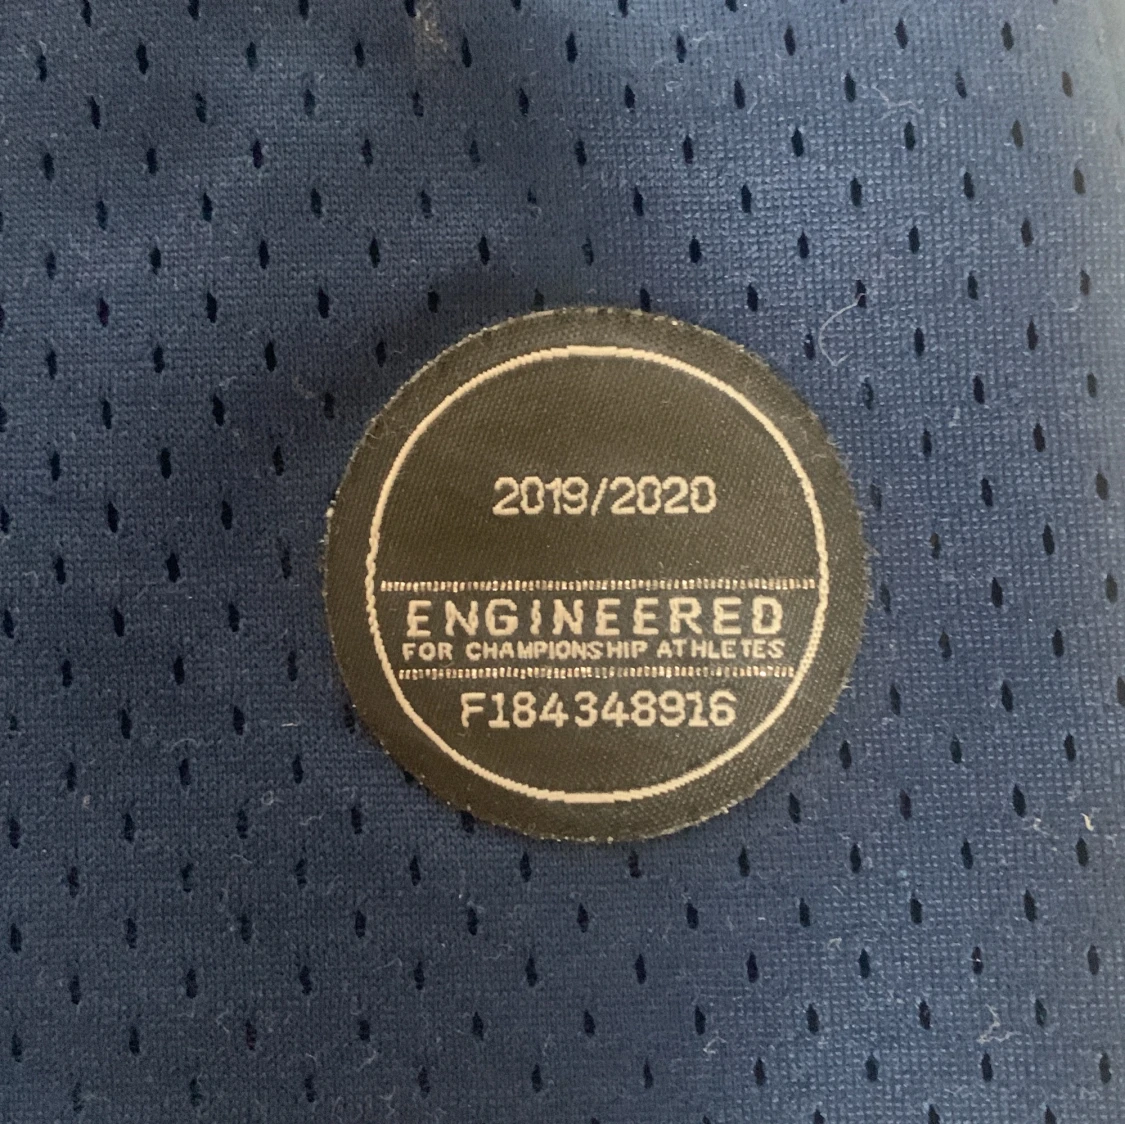 2019/2020
ENGINEERED
FOR CHAMPIONSHIP ATHLETES
F184348916